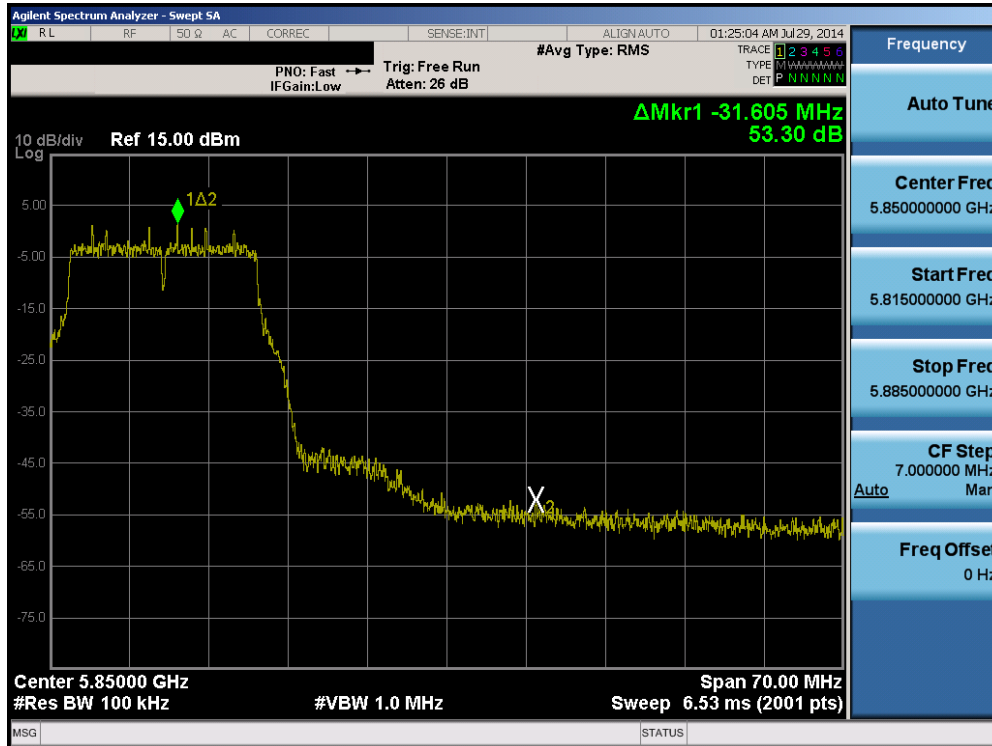 Agilent Spectrum Analyzer - Swept SA
LXI RL RF 50 Ω AC CORREC SENSE:INT ALIGN AUTO 01:25:04 AM Jul 29, 2014
#Avg Type: RMS
TRACE 1 2 3 4 5 6
TYPE M
DET P N N N N N
PNO: Fast
IFGain:Low
Trig: Free Run
Atten: 26 dB
ΔMkr1 -31.605 MHz
53.30 dB
10 dB/div
Log
Ref 15.00 dBm
1Δ2
5.00
-5.00
-15.0
-25.0
-35.0
-45.0
-55.0
-65.0
-75.0
X2
Center 5.85000 GHz
#Res BW 100 kHz
#VBW 1.0 MHz
Span 70.00 MHz
Sweep 6.53 ms (2001 pts)
MSG
STATUS
Frequency
Auto Tune
Center Freq
5.850000000 GHz
Start Freq
5.815000000 GHz
Stop Freq
5.885000000 GHz
CF Step
7.000000 MHz
Auto Man
Freq Offset
0 Hz